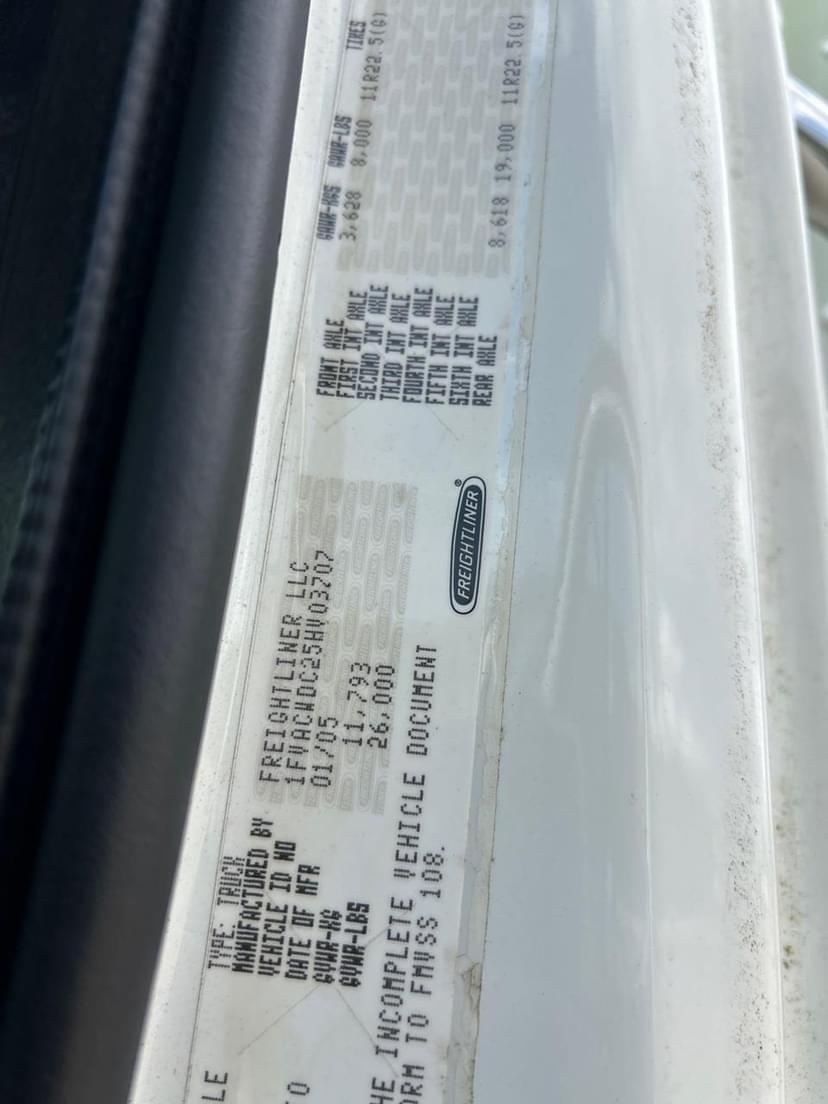 TYPE: TRUCK
MANUFACTURED BY FREIGHTLINER LLC
VEHICLE ID NO 1FVACWDC25HV03707
DATE OF MFR 01/05
GVWR-KG 11,793
GVWR-LBS 26,000
HE INCOMPLETE VEHICLE DOCUMENT
ORM TO FMVSS 108.
LE
TO
FREIGHTLINER®
GAWR-KGS GAWR-LBS TIRES
FRONT AXLE 3,628 8,000 11R22.5(G)
FIRST INT AXLE
SECOND INT AXLE
THIRD INT AXLE
FOURTH INT AXLE
FIFTH INT AXLE
SIXTH INT AXLE
REAR AXLE 8,618 19,000 11R22.5(G)